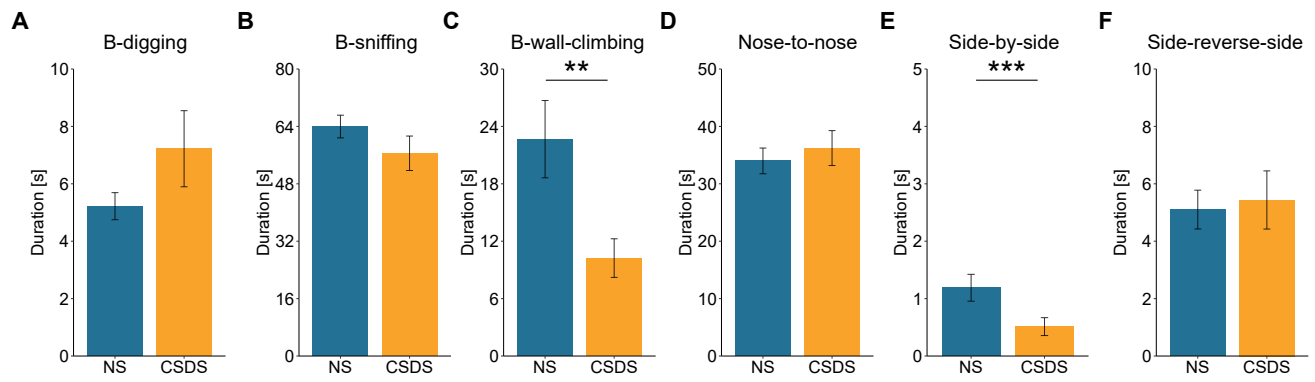 A
B-digging
Duration [s]
10
8
6
4
2
0
NS CSDS
B
B-sniffing
Duration [s]
80
64
48
32
16
0
NS CSDS
C
B-wall-climbing
**
Duration [s]
30
24
18
12
6
0
NS CSDS
D
Nose-to-nose
Duration [s]
50
40
30
20
10
0
NS CSDS
E
Side-by-side
***
Duration [s]
5
4
3
2
1
0
NS CSDS
F
Side-reverse-side
Duration [s]
10
8
6
4
2
0
NS CSDS